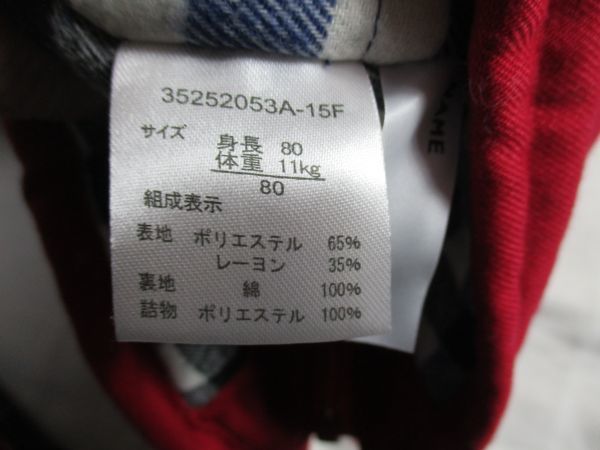 35252053A-15F
サイズ 身長 80
体重 11kg
80
組成表示
表地 ポリエステル 65%
レーヨン 35%
裏地 綿 100%
詰物 ポリエステル 100%
NAME